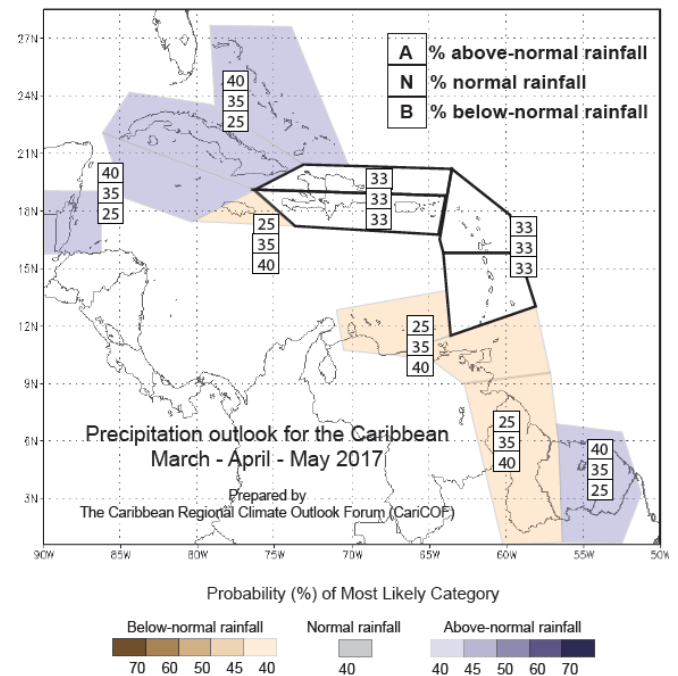 27N
24N
21N
18N
15N
12N
9N
6N
3N
A % above-normal rainfall
N % normal rainfall
B % below-normal rainfall
40
35
25
40
35
25
33
33
33
25
35
40
33
33
33
25
35
40
25
35
40
40
35
25
Precipitation outlook for the Caribbean
March - April - May 2017
Prepared by
The Caribbean Regional Climate Outlook Forum (CariCOF)
90W 85W 80W 75W 70W 65W 60W 55W 50W
Probability (%) of Most Likely Category
Below-normal rainfall Normal rainfall Above-normal rainfall
70 60 50 45 40 40 40 45 50 60 70